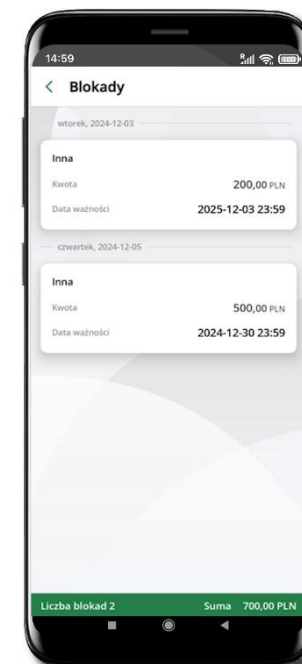 14:59
R
Blokady
wtorek, 2024-12-03
Inna
Kwota 200,00 PLN
Data ważności 2025-12-03 23:59
czwartek, 2024-12-05
Inna
Kwota 500,00 PLN
Data ważności 2024-12-30 23:59
Liczba blokad 2 Suma 700,00 PLN